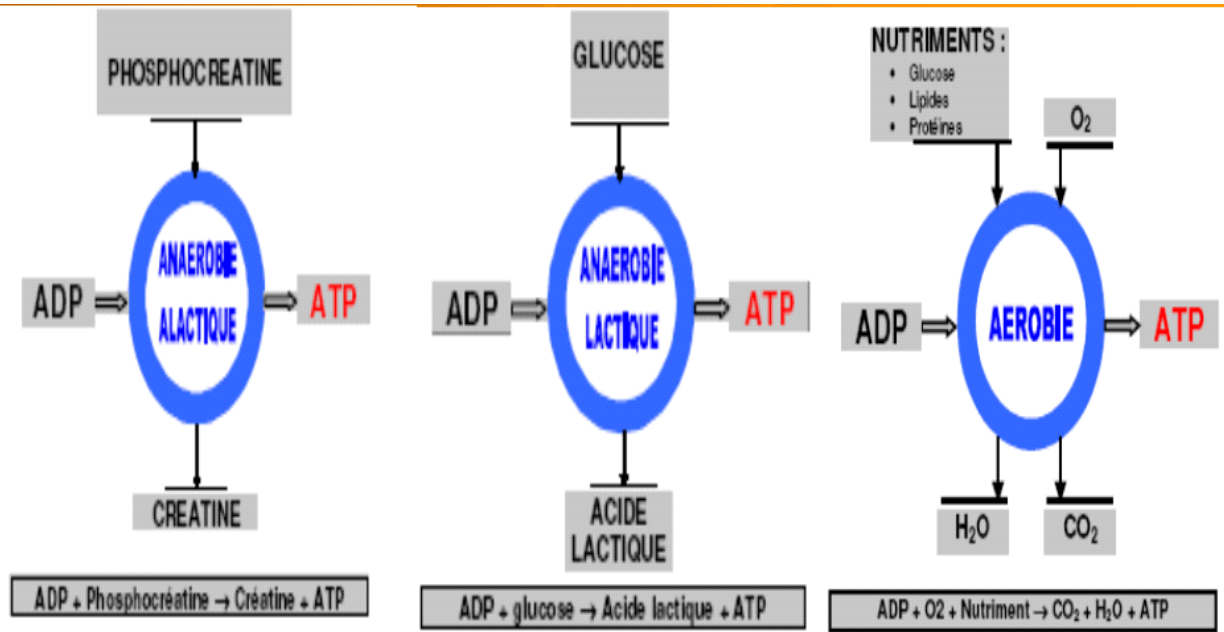 PHOSPHOCREATINE
ADP
ANAEROBIE
ALACTIQUE
ATP
CREATINE
ADP + Phosphocréatine → Créatine + ATP
GLUCOSE
ADP
ANAEROBIE
LACTIQUE
ATP
ACIDE
LACTIQUE
ADP + glucose → Acide lactique + ATP
NUTRIMENTS :
• Glucose
• Lipides
• Protéines
O₂
ADP
AEROBIE
ATP
H₂O
CO₂
ADP + O2 + Nutriment → CO₂ + H₂O + ATP